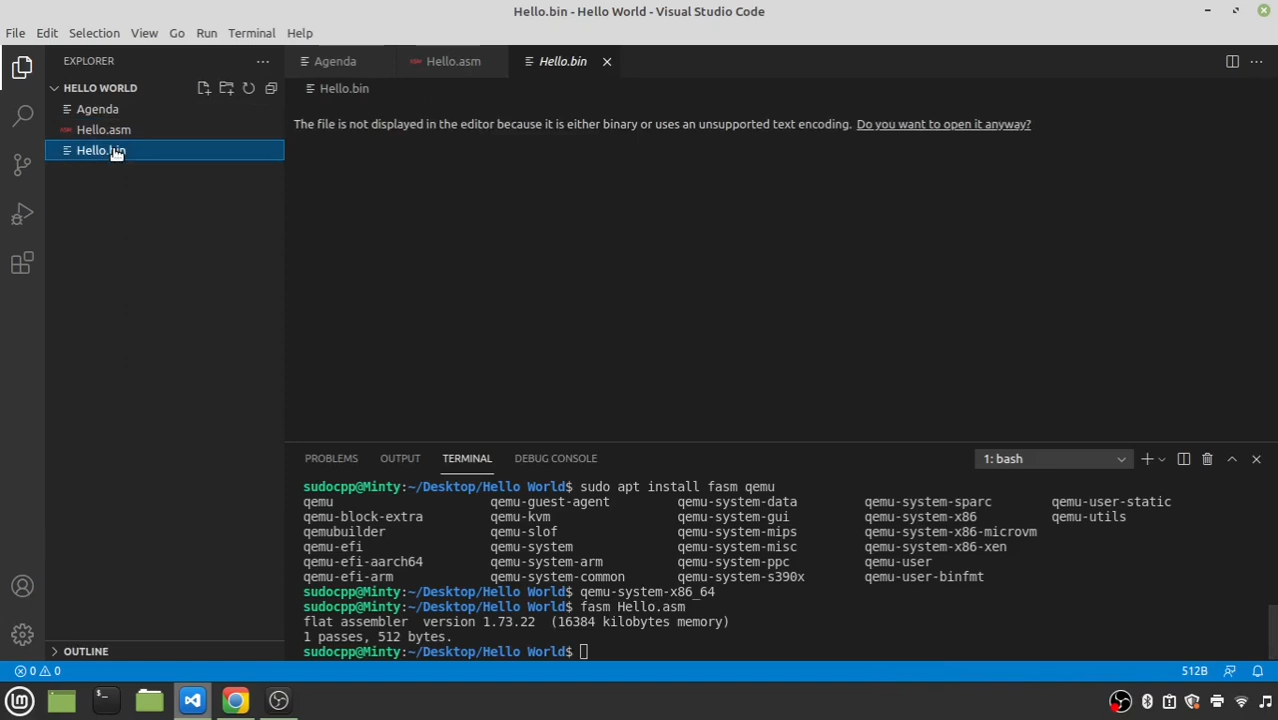 Hello.bin - Hello World - Visual Studio Code
File Edit Selection View Go Run Terminal Help
EXPLORER
Agenda
ASM Hello.asm
Hello.bin
HELLO WORLD
Hello.bin
Agenda
ASM Hello.asm
Hello.bin
The file is not displayed in the editor because it is either binary or uses an unsupported text encoding. Do you want to open it anyway?
PROBLEMS OUTPUT TERMINAL DEBUG CONSOLE
1: bash
sudocpp@Minty:~/Desktop/Hello World$ sudo apt install fasm qemu
qemu qemu-guest-agent qemu-system-data qemu-system-sparc qemu-user-static
qemu-block-extra qemu-kvm qemu-system-gui qemu-system-x86 qemu-utils
qemubuilder qemu-slof qemu-system-mips qemu-system-x86-microvm
qemu-efi qemu-system qemu-system-misc qemu-system-x86-xen
qemu-efi-aarch64 qemu-system-arm qemu-system-ppc qemu-user
qemu-efi-arm qemu-system-common qemu-system-s390x qemu-user-binfmt
sudocpp@Minty:~/Desktop/Hello World$ qemu-system-x86_64
sudocpp@Minty:~/Desktop/Hello World$ fasm Hello.asm
flat assembler version 1.73.22 (16384 kilobytes memory)
1 passes, 512 bytes.
sudocpp@Minty:~/Desktop/Hello World$
OUTLINE
0 0
512B